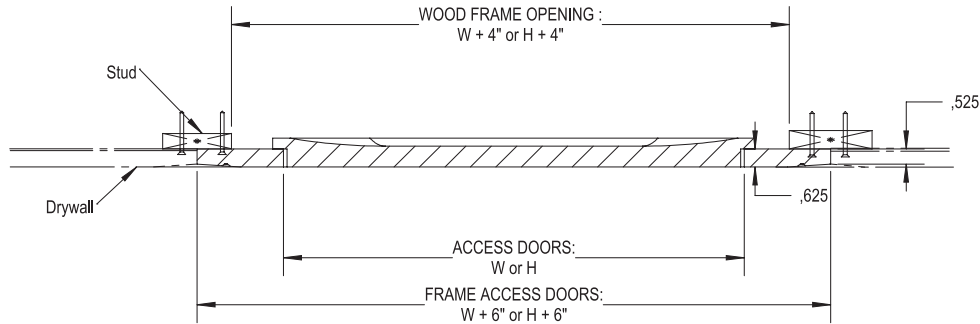 WOOD FRAME OPENING :
W + 4" or H + 4"
Stud
,525
Drywall
,625
ACCESS DOORS:
W or H
FRAME ACCESS DOORS:
W + 6" or H + 6"